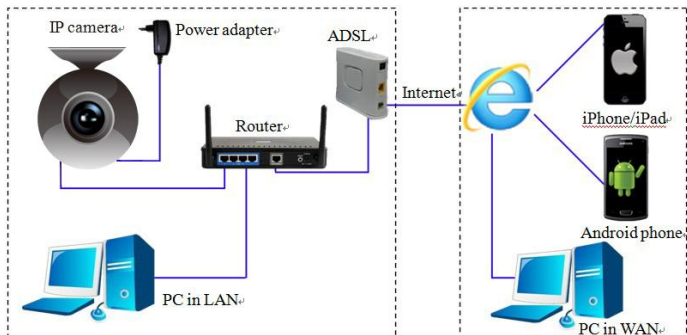 IP camera
Power adapter
ADSL
Router
Internet
iPhone/iPad
Android phone
PC in LAN
PC in WAN